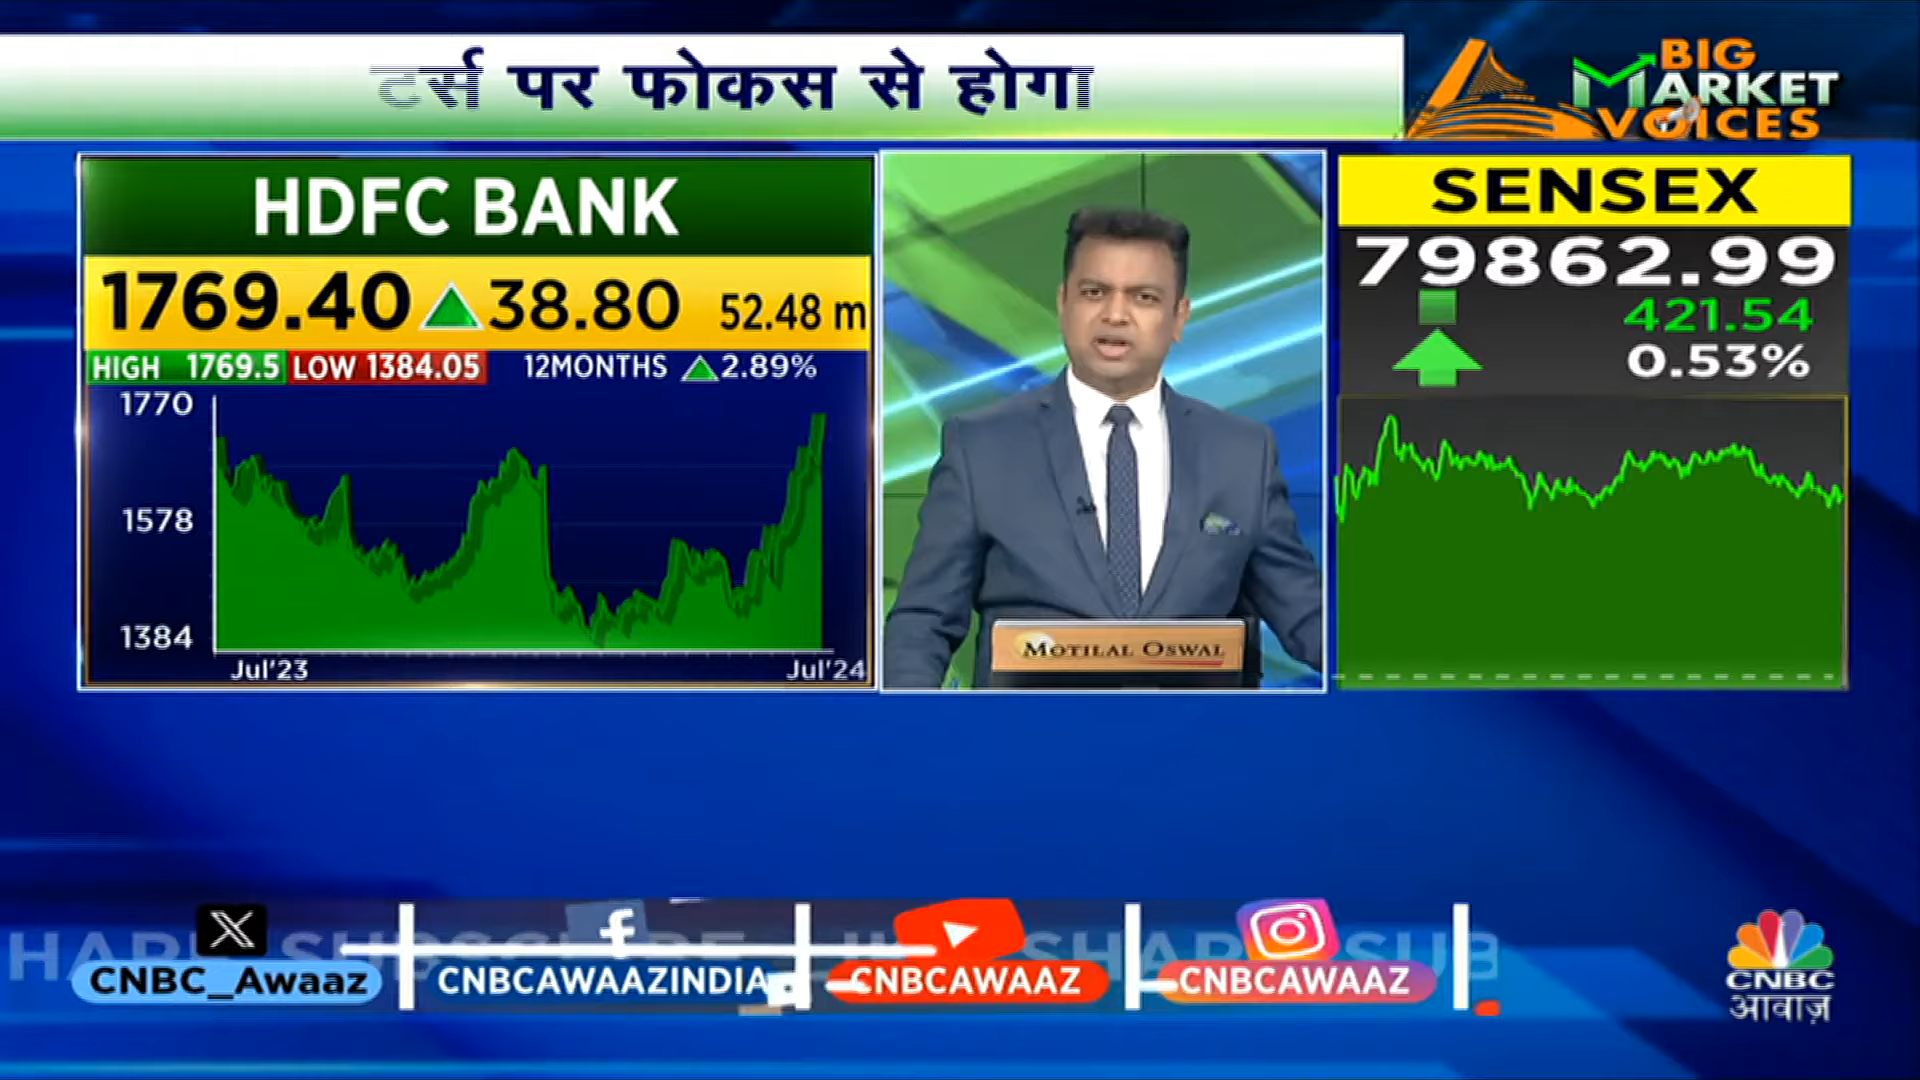 टर्स पर फोकस से होगा
BIG
MARKET
VOICES
HDFC BANK
1769.40 38.80 52.48 m
HIGH 1769.5 LOW 1384.05 12MONTHS 2.89%
1770
1578
1384
Jul'23 Jul'24
MOTILAL OSWAL
SENSEX
79862.99
421.54
0.53%
CNBC_Awaaz
CNBCAWAAZINDIA
CNBCAWAAZ
CNBCAWAAZ
CNBC
आवाज़